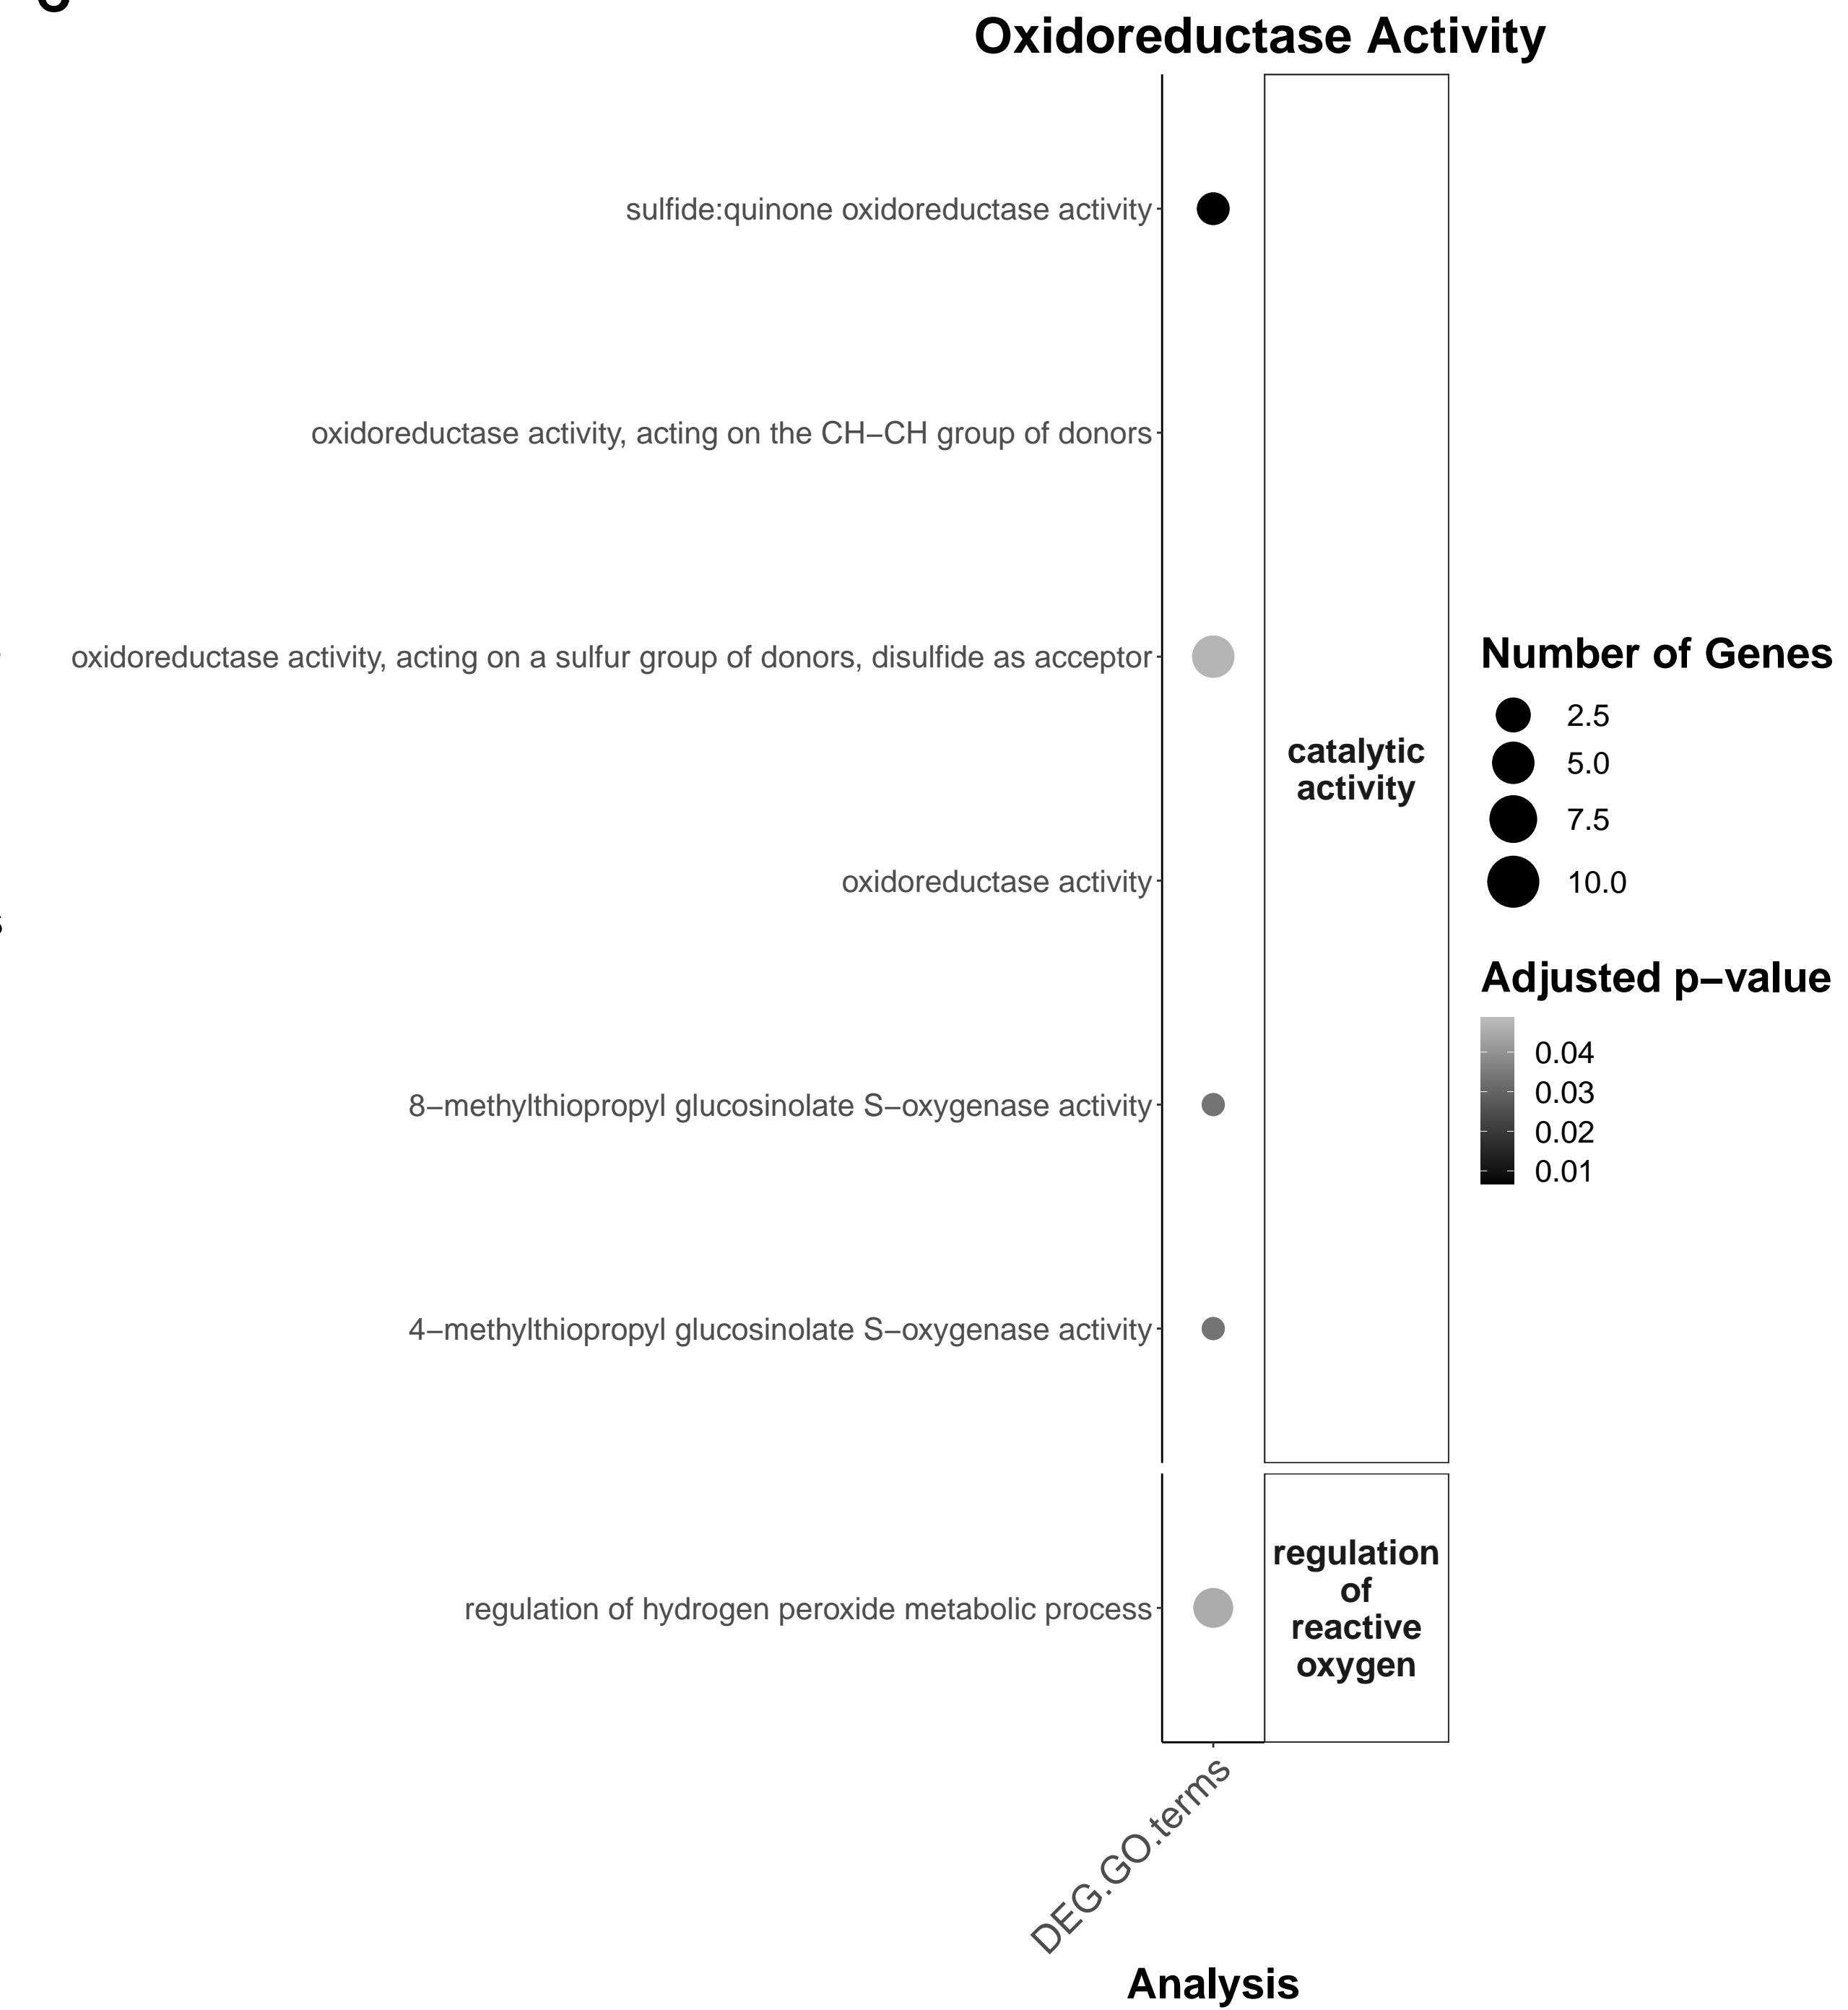 Oxidoreductase Activity
sulfide:quinone oxidoreductase activity
oxidoreductase activity, acting on the CH−CH group of donors
oxidoreductase activity, acting on a sulfur group of donors, disulfide as acceptor
oxidoreductase activity
8−methylthiopropyl glucosinolate S−oxygenase activity
4−methylthiopropyl glucosinolate S−oxygenase activity
regulation of hydrogen peroxide metabolic process
catalytic
activity
regulation
of
reactive
oxygen
Number of Genes
2.5
5.0
7.5
10.0
Adjusted p−value
0.04
0.03
0.02
0.01
DEG.GO.terms
Analysis